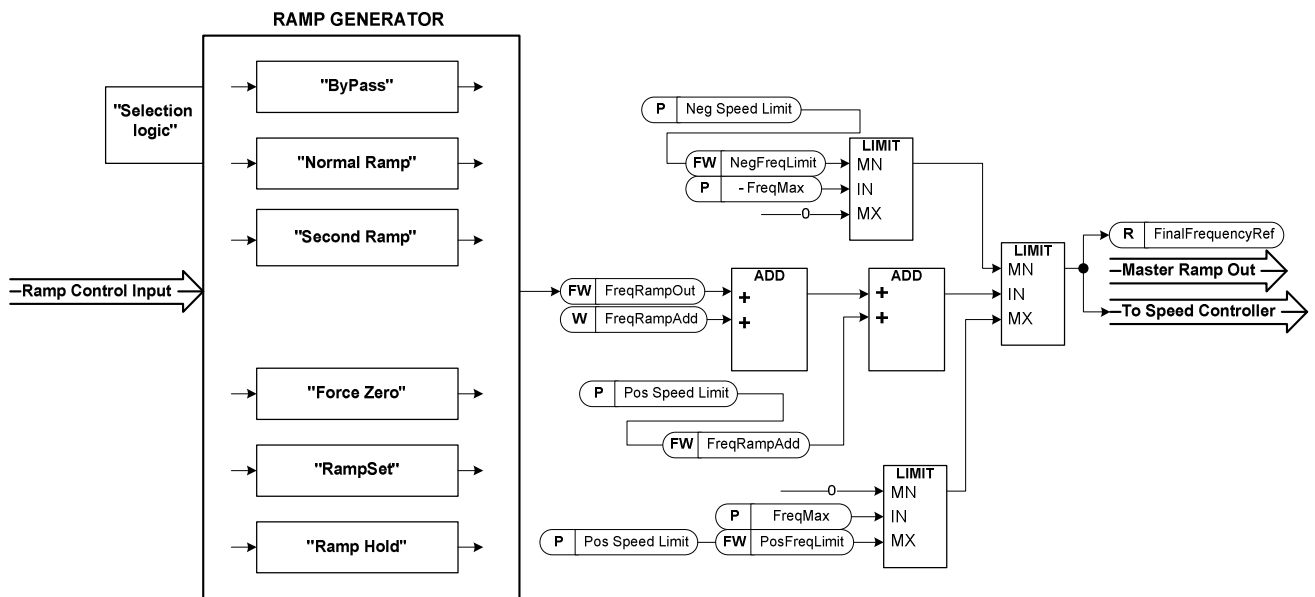 RAMP GENERATOR
"Selection
logic"
"ByPass"
"Normal Ramp"
"Second Ramp"
Ramp Control Input
"Force Zero"
"RampSet"
"Ramp Hold"
P Neg Speed Limit
LIMIT
FW NegFreqLimit MN
P - FreqMax IN
0 MX
LIMIT
MN
IN
MX
R FinalFrequencyRef
Master Ramp Out
To Speed Controller
FW FreqRampOut
W FreqRampAdd
ADD
+
+
ADD
+
+
P Pos Speed Limit
FW FreqRampAdd
LIMIT
0 MN
P FreqMax IN
P Pos Speed Limit FW PosFreqLimit MX